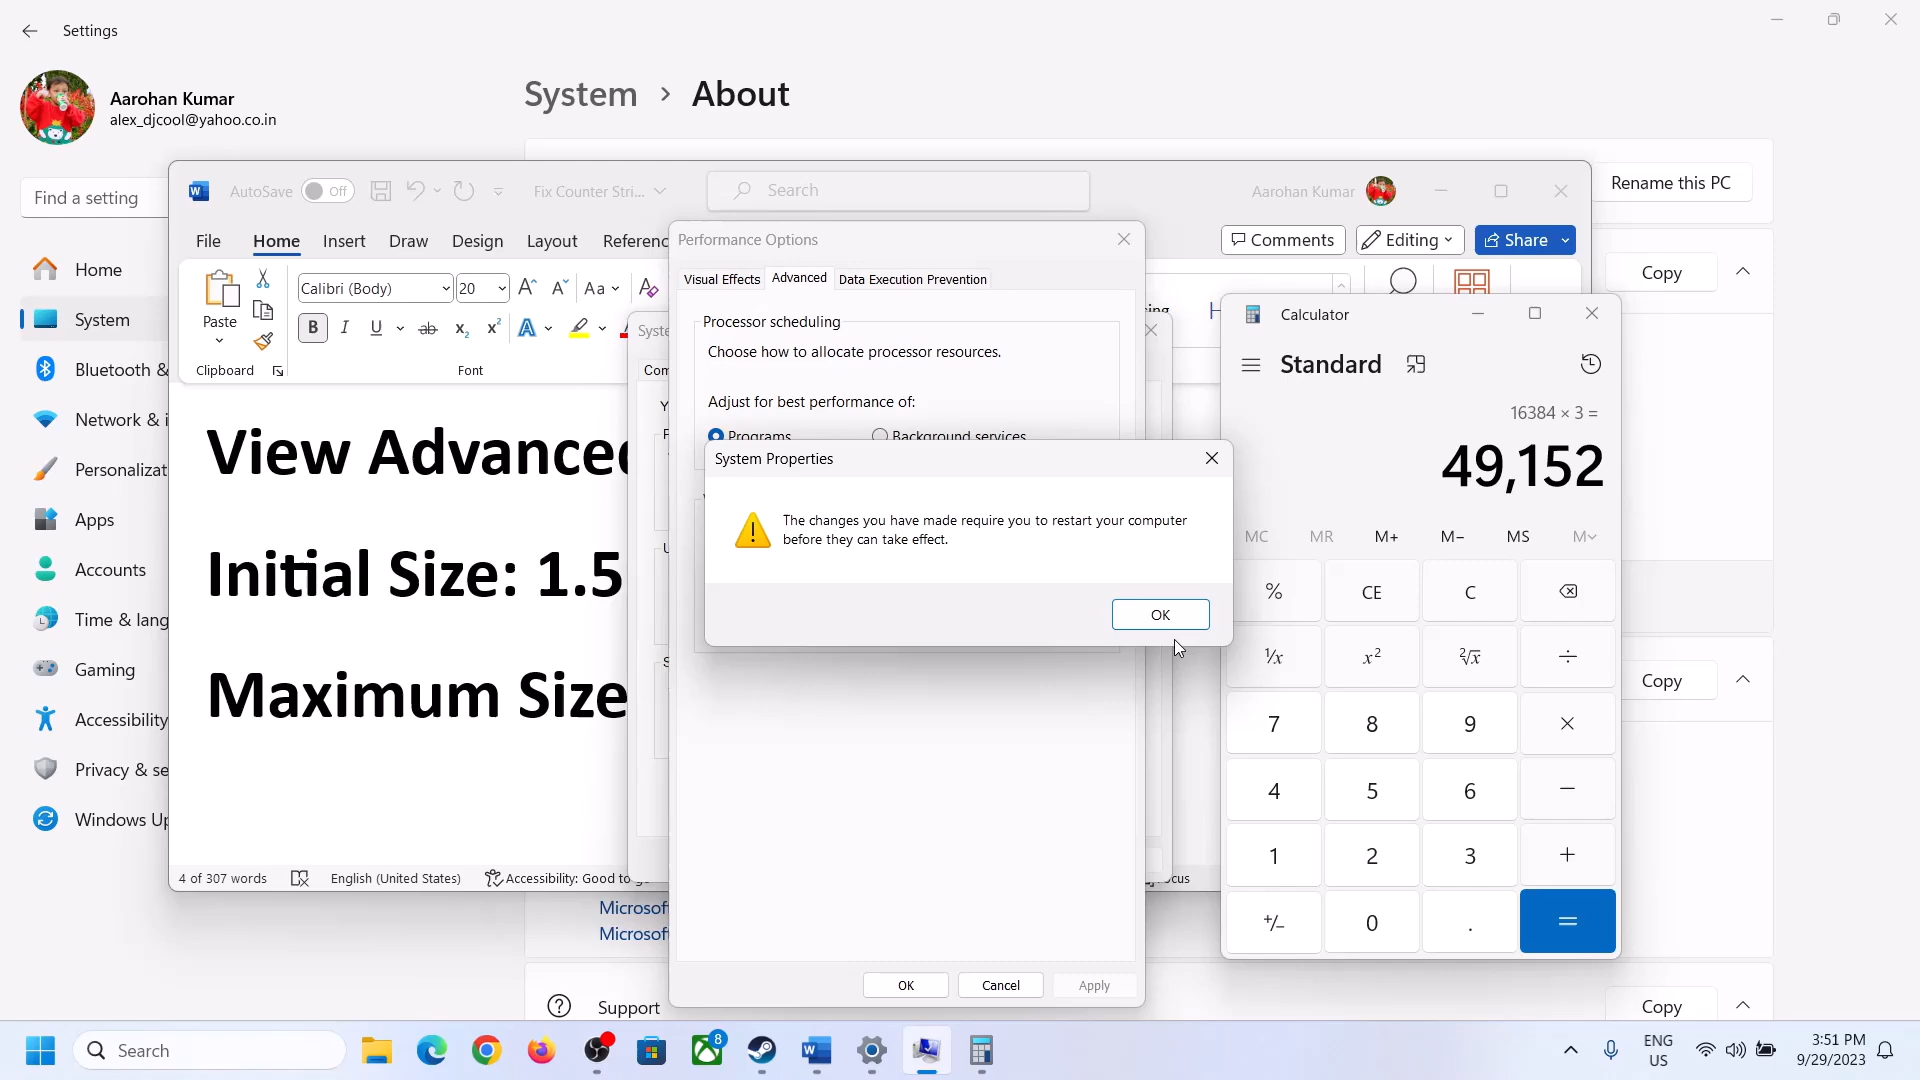 Settings
Aarohan Kumar
alex_djcool@yahoo.co.in
Find a setting
Home
System
Bluetooth &
Network & i
Personalizat
Apps
Accounts
Time & lang
Gaming
Accessibility
Privacy & se
Windows Up
System > About
Rename this PC
Copy
Copy
Support
Copy
Microsof
Microsof
AutoSave Off
Fix Counter Stri...
Search
Aarohan Kumar
File Home Insert Draw Design Layout Referenc
Comments Editing Share
Paste
Calibri (Body) 20
Clipboard
Font
View Advanced
Initial Size: 1.5
Maximum Size
4 of 307 words English (United States) Accessibility: Good to g
Performance Options
Visual Effects Advanced Data Execution Prevention
Processor scheduling
Choose how to allocate processor resources.
Adjust for best performance of:
Programs Background services
OK Cancel Apply
System Properties
The changes you have made require you to restart your computer
before they can take effect.
OK
Calculator
Standard
16384 × 3 =
49,152
MC MR M+ M− MS M
% CE C
¹/x x² ²√x ÷
7 8 9 ×
4 5 6 −
1 2 3 +
+/− 0 . =
Search
8
ENG
US
3:51 PM
9/29/2023